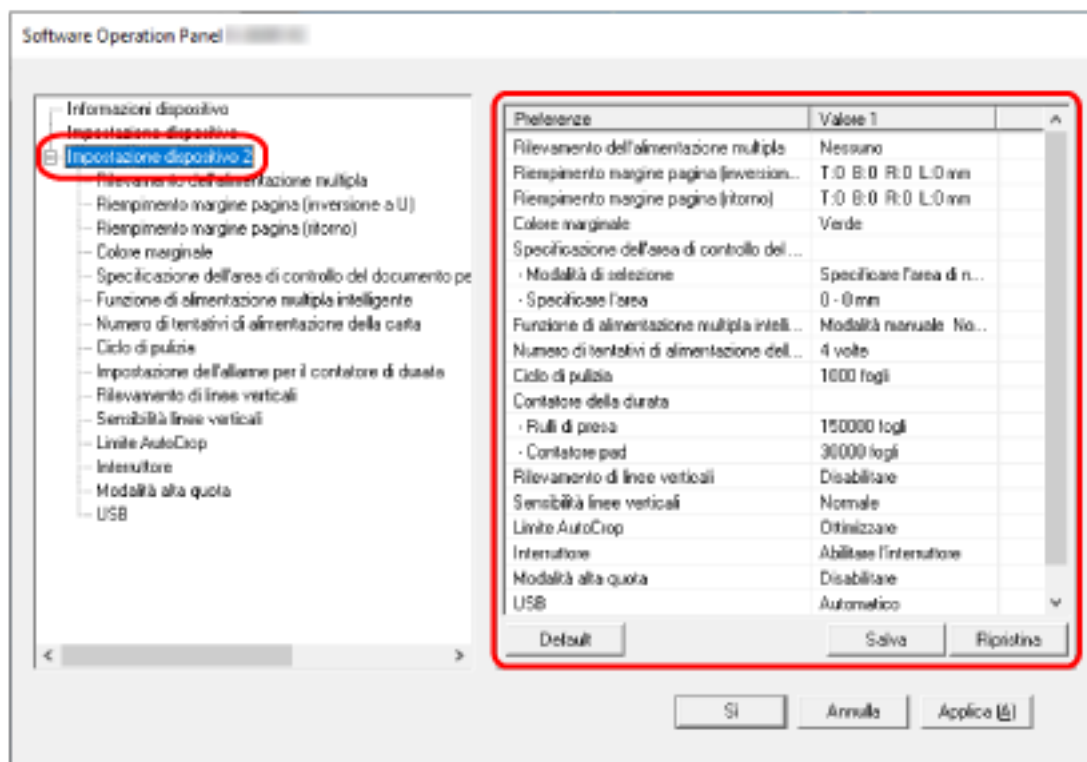 Software Operation Panel
Informazioni dispositivo
Impostazione dispositivo
Impostazione dispositivo 2
Rilevamento dell'alimentazione multipla
Riempimento margine pagina (inversione a U)
Riempimento margine pagina (ritorno)
Colore marginale
Specificazione dell'area di controllo del documento pe
Funzione di alimentazione multipla intelligente
Numero di tentativi di alimentazione della carta
Ciclo di pulizia
Impostazione dell'allarme per il contatore di durata
Rilevamento di linee verticali
Sensibilità linee verticali
Limite AutoCrop
Interruttore
Modalità alta quota
USB
Preferenze Valore 1
Rilevamento dell'alimentazione multipla Nessuno
Riempimento margine pagina (inversion... T:0 B:0 R:0 L:0 mm
Riempimento margine pagina (ritorno) T:0 B:0 R:0 L:0 mm
Colore marginale Verde
Specificazione dell'area di controllo del ...
- Modalità di selezione Specificare l'area di n...
- Specificare l'area 0 - 0 mm
Funzione di alimentazione multipla intelli... Modalità manuale No...
Numero di tentativi di alimentazione dell... 4 volte
Ciclo di pulizia 1000 fogli
Contatore della durata
- Rulli di presa 150000 fogli
- Contatore pad 30000 fogli
Rilevamento di linee verticali Disabilitare
Sensibilità linee verticali Normale
Limite AutoCrop Ottimizzare
Interruttore Abilitare l'interruttore
Modalità alta quota Disabilitare
USB Automatico
Default Salva Ripristina
Sì Annulla Applica (A)